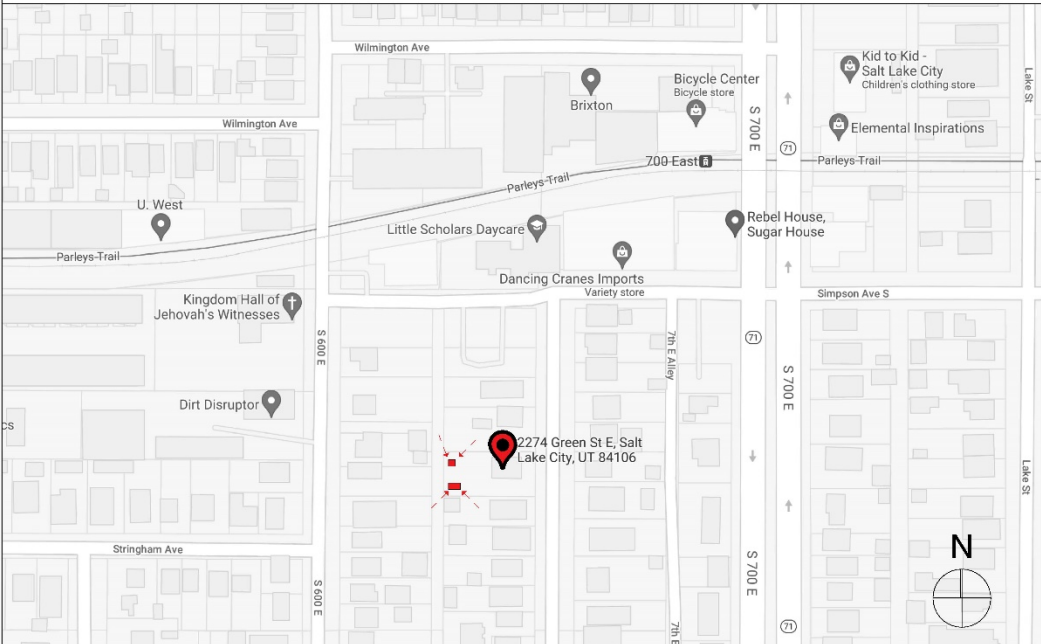 Wilmington Ave
Kid to Kid -
Salt Lake City
Children's clothing store
Lake St
Bicycle Center
Bicycle store
Brixton
S 700 E
Wilmington Ave
Elemental Inspirations
71
700 East
Parleys Trail
Parleys Trail
U. West
Rebel House,
Sugar House
Little Scholars Daycare
Parleys Trail
Dancing Cranes Imports
Variety store
Simpson Ave S
Kingdom Hall of
Jehovah's Witnesses
S 600 E
7th E Alley
71
S 700 E
Dirt Disruptor
cs
2274 Green St E, Salt
Lake City, UT 84106
Lake St
N
Stringham Ave
S 600 E
S 700 E
7th E
71